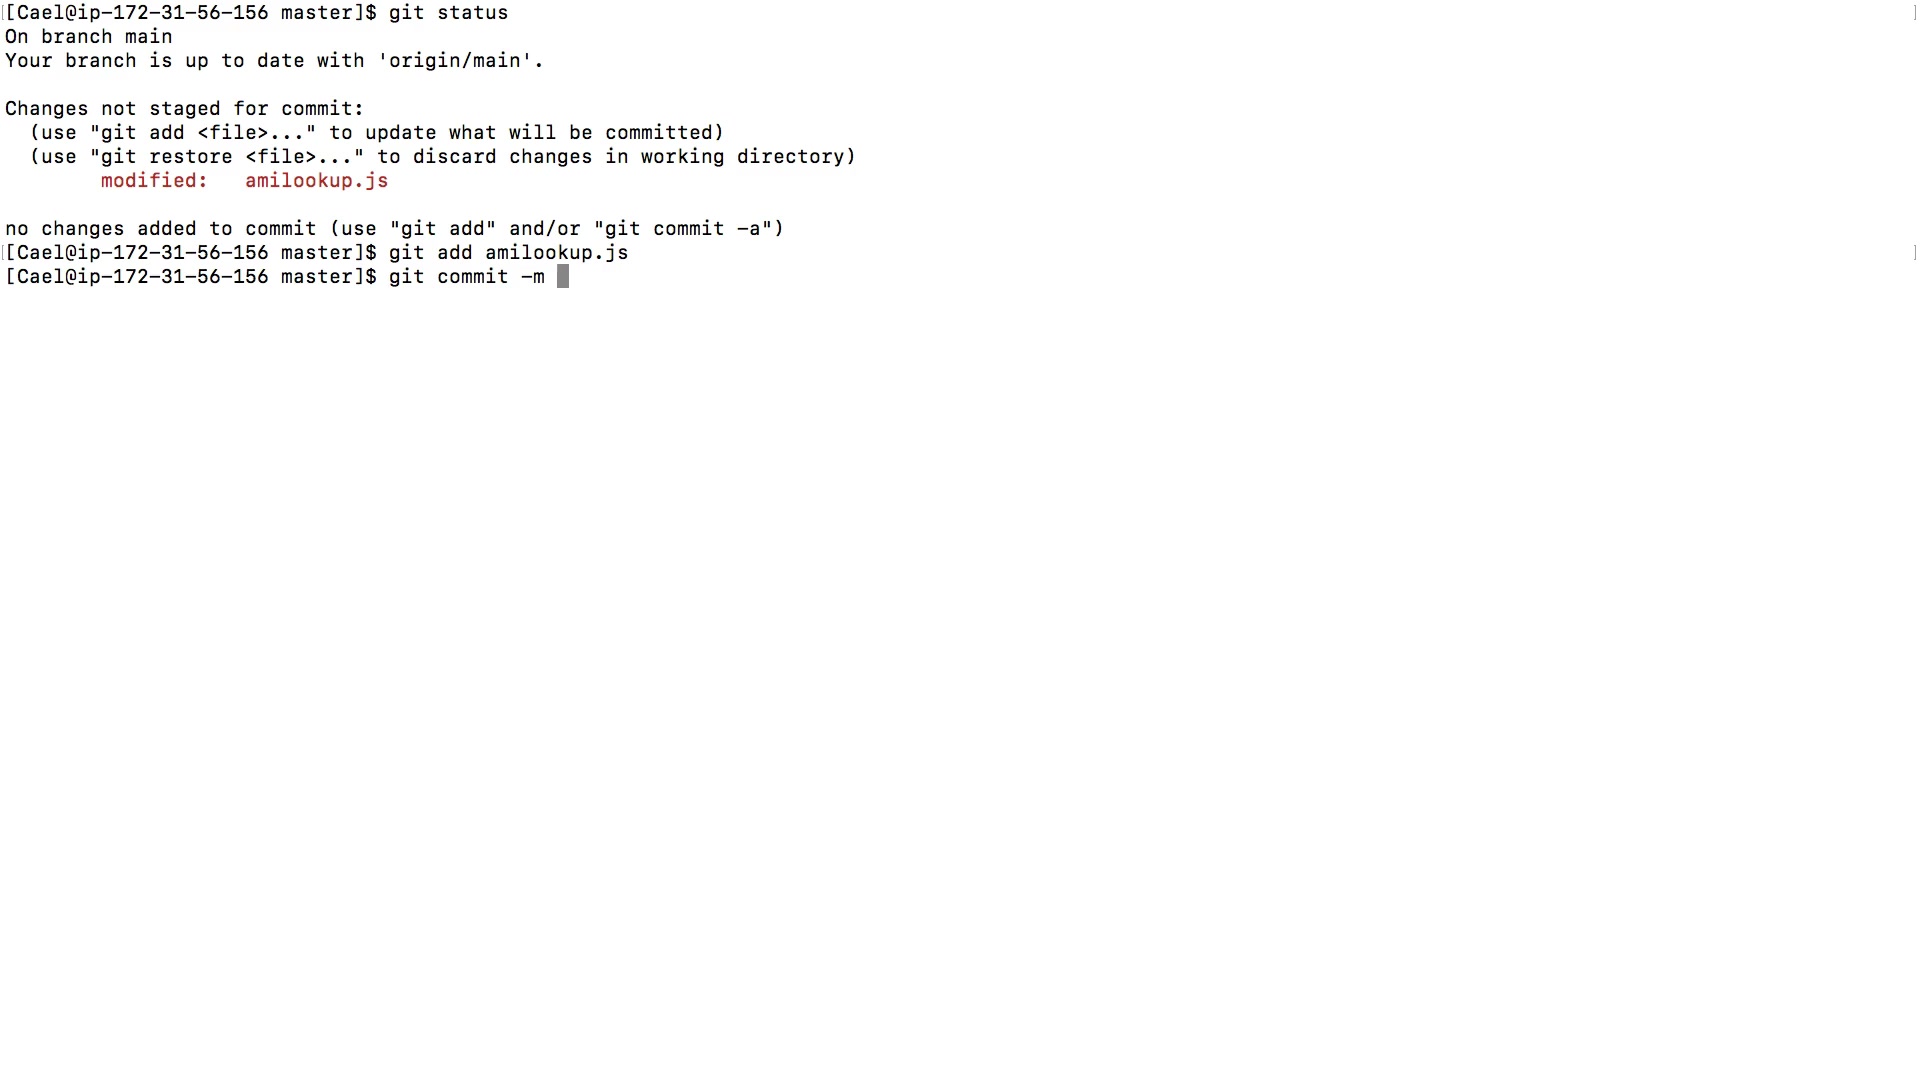 [Cael@ip-172-31-56-156 master]$ git status
On branch main
Your branch is up to date with 'origin/main'.
Changes not staged for commit:
  (use "git add <file>..." to update what will be committed)
  (use "git restore <file>..." to discard changes in working directory)
        modified:   amilookup.js
no changes added to commit (use "git add" and/or "git commit -a")
[Cael@ip-172-31-56-156 master]$ git add amilookup.js
[Cael@ip-172-31-56-156 master]$ git commit -m